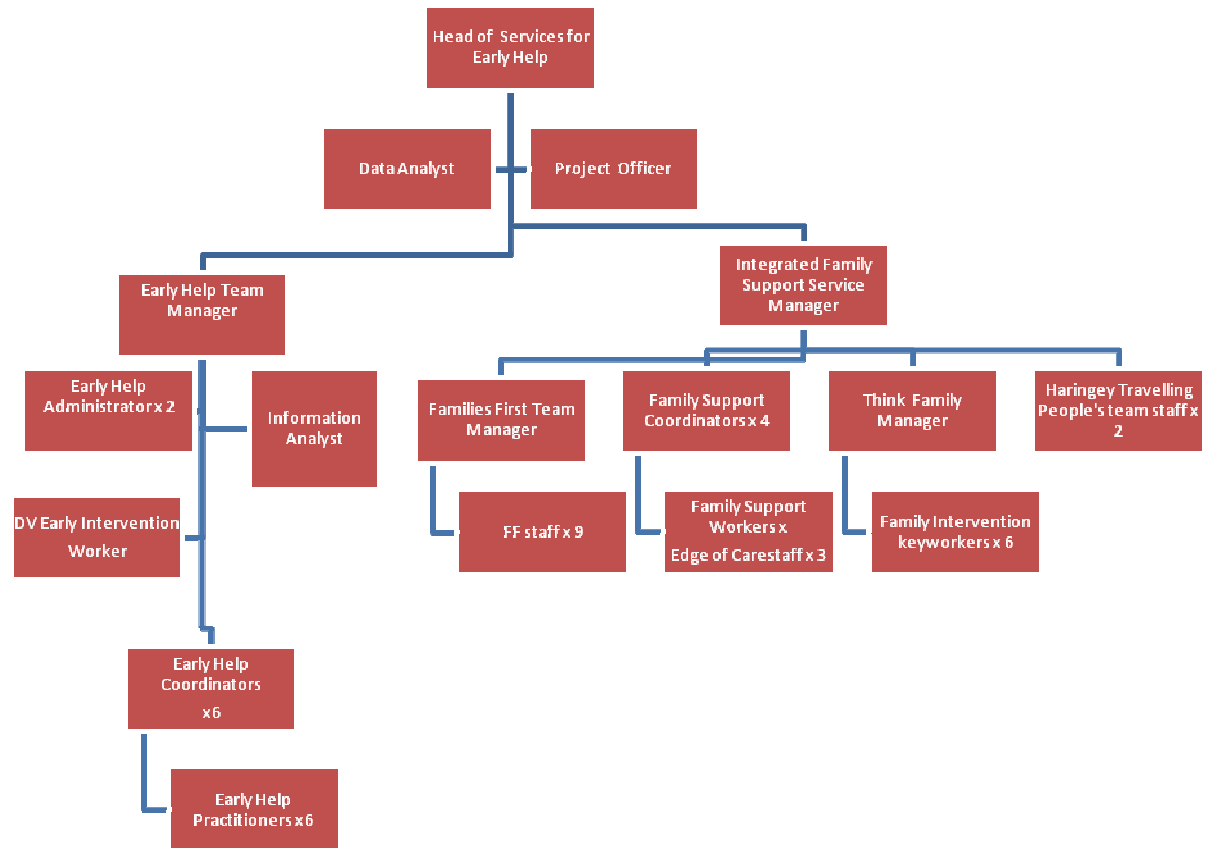 Head of Services for
Early Help
Data Analyst
Project Officer
Early Help Team
Manager
Integrated Family
Support Service
Manager
Early Help
Administrator x 2
Information
Analyst
Families First Team
Manager
Family Support
Coordinators x 4
Think Family
Manager
Haringey Travelling
People's team staff x
2
DV Early Intervention
Worker
FF staff x 9
Family Support
Workers x
Edge of Carestaff x 3
Family Intervention
keyworkers x 6
Early Help
Coordinators
x6
Early Help
Practitioners x6